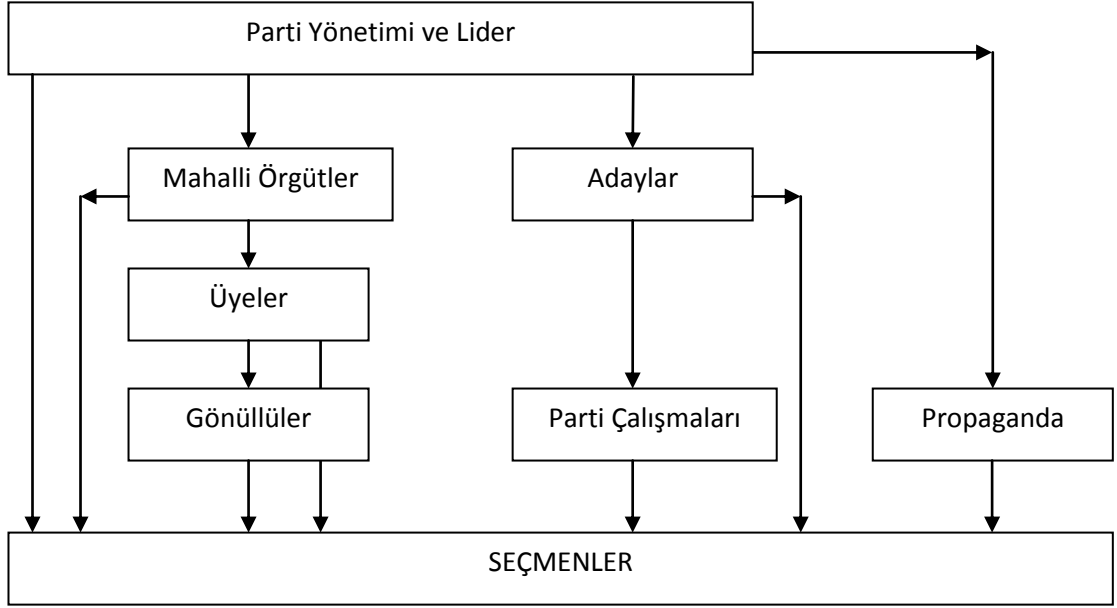 Parti Yönetimi ve Lider
Mahalli Örgütler
Adaylar
Üyeler
Gönüllüler
Parti Çalışmaları
Propaganda
SEÇMENLER